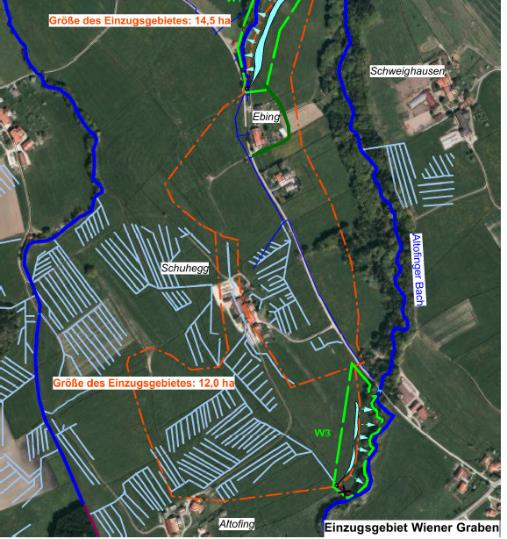 Größe des Einzugsgebietes: 14,5 ha
Schweighausen
Ebing
Schuhegg
Altofinger Bach
Größe des Einzugsgebietes: 12,0 ha
W3
Altofing
Einzugsgebiet Wiener Graben